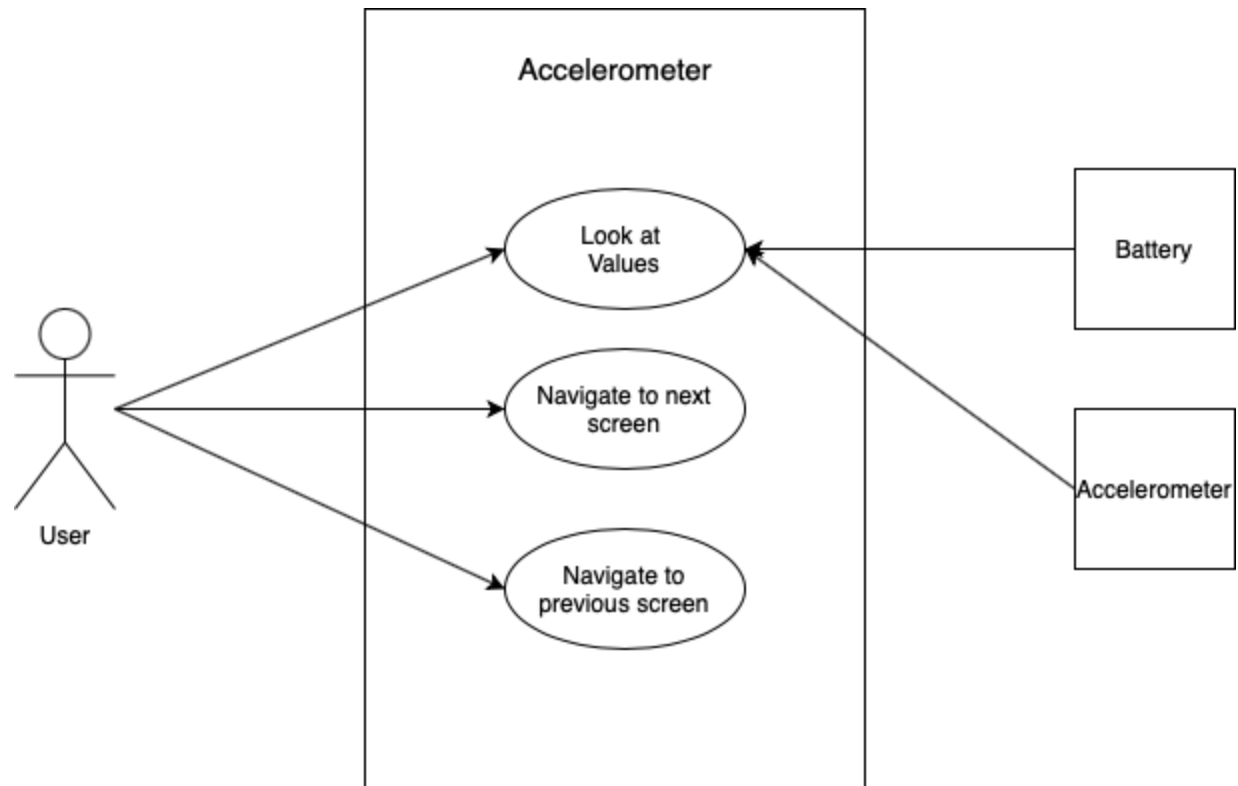 Accelerometer
Look at
Values
Battery
Navigate to next
screen
Accelerometer
User
Navigate to
previous screen